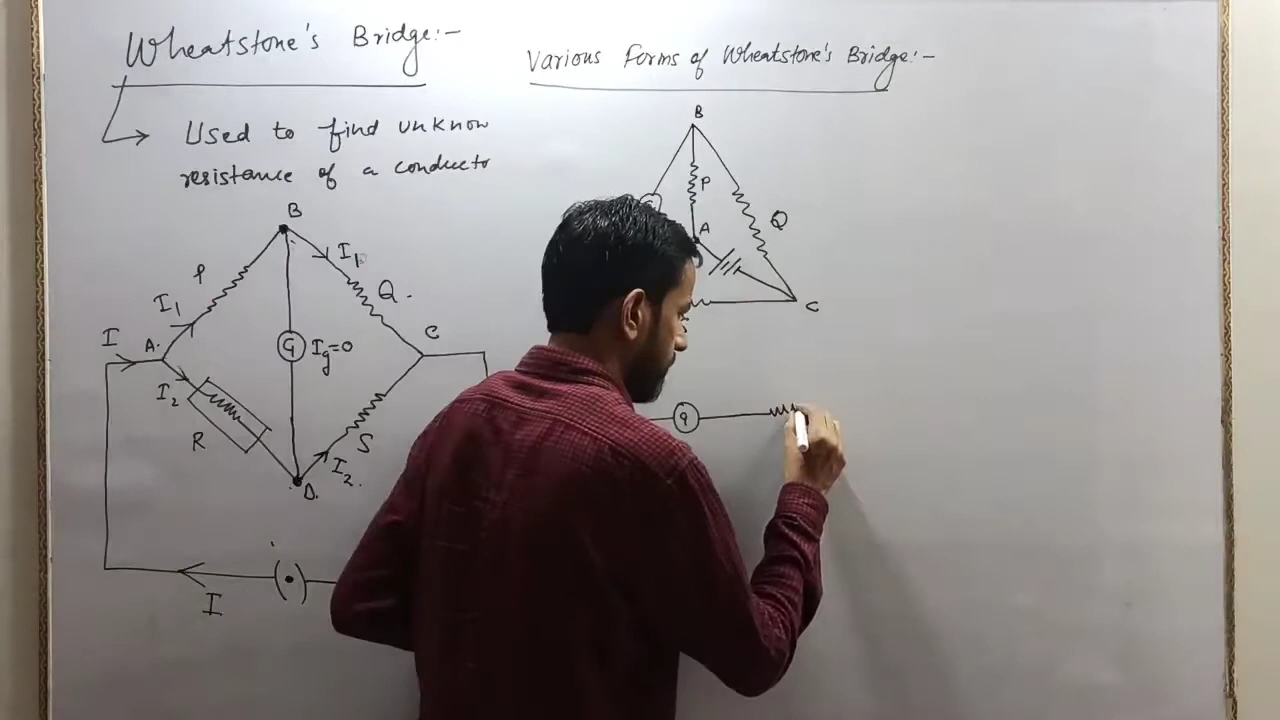 Wheatstone's Bridge:-
Various Forms of Wheatstone's Bridge:-
Used to find unknow
resistance of a conducto
B
P
Q
A
C
B
I1
P
Q.
I1
I
A.
C
G Ig=0
I2
R
S
I2.
D.
I
G